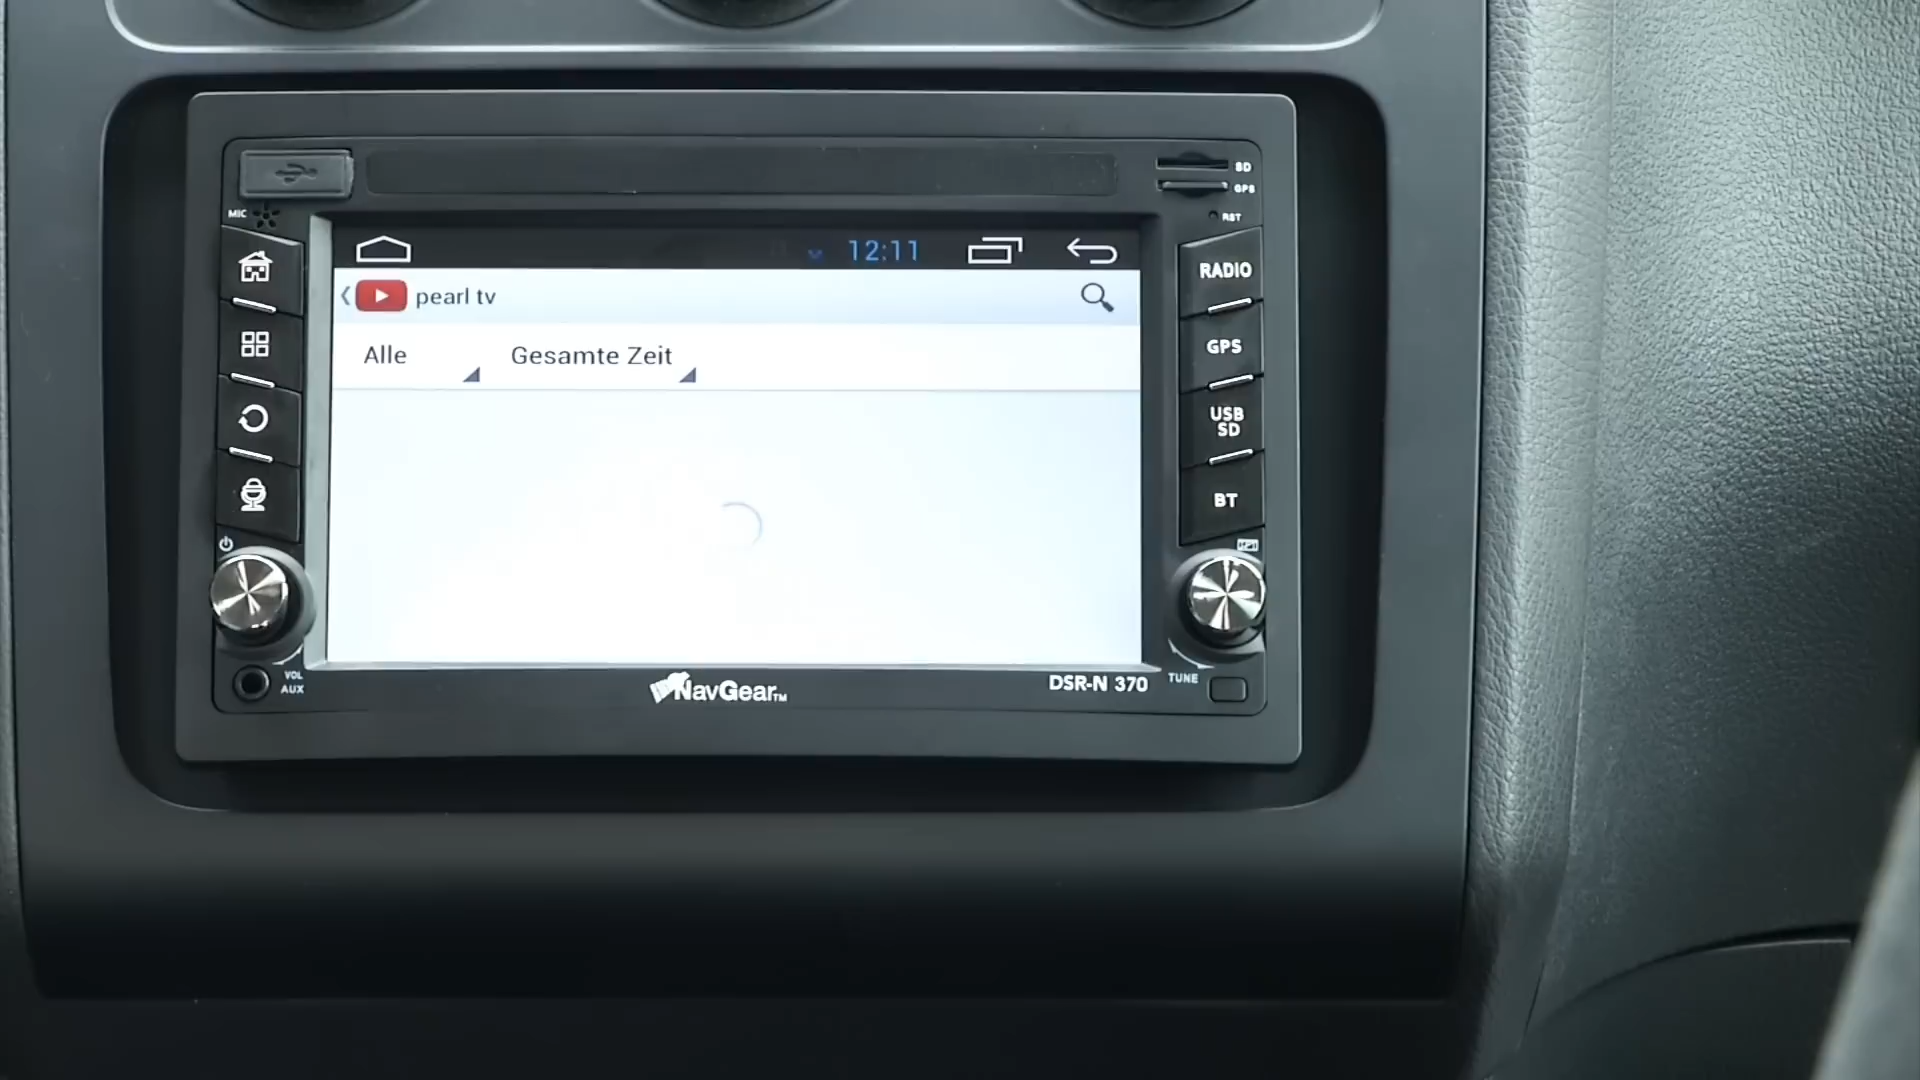 SD
GPS
MIC
RST
12:11
pearl tv
Alle
Gesamte Zeit
RADIO
GPS
USB
SD
BT
VOL
AUX
NavGear™
DSR-N 370
TUNE